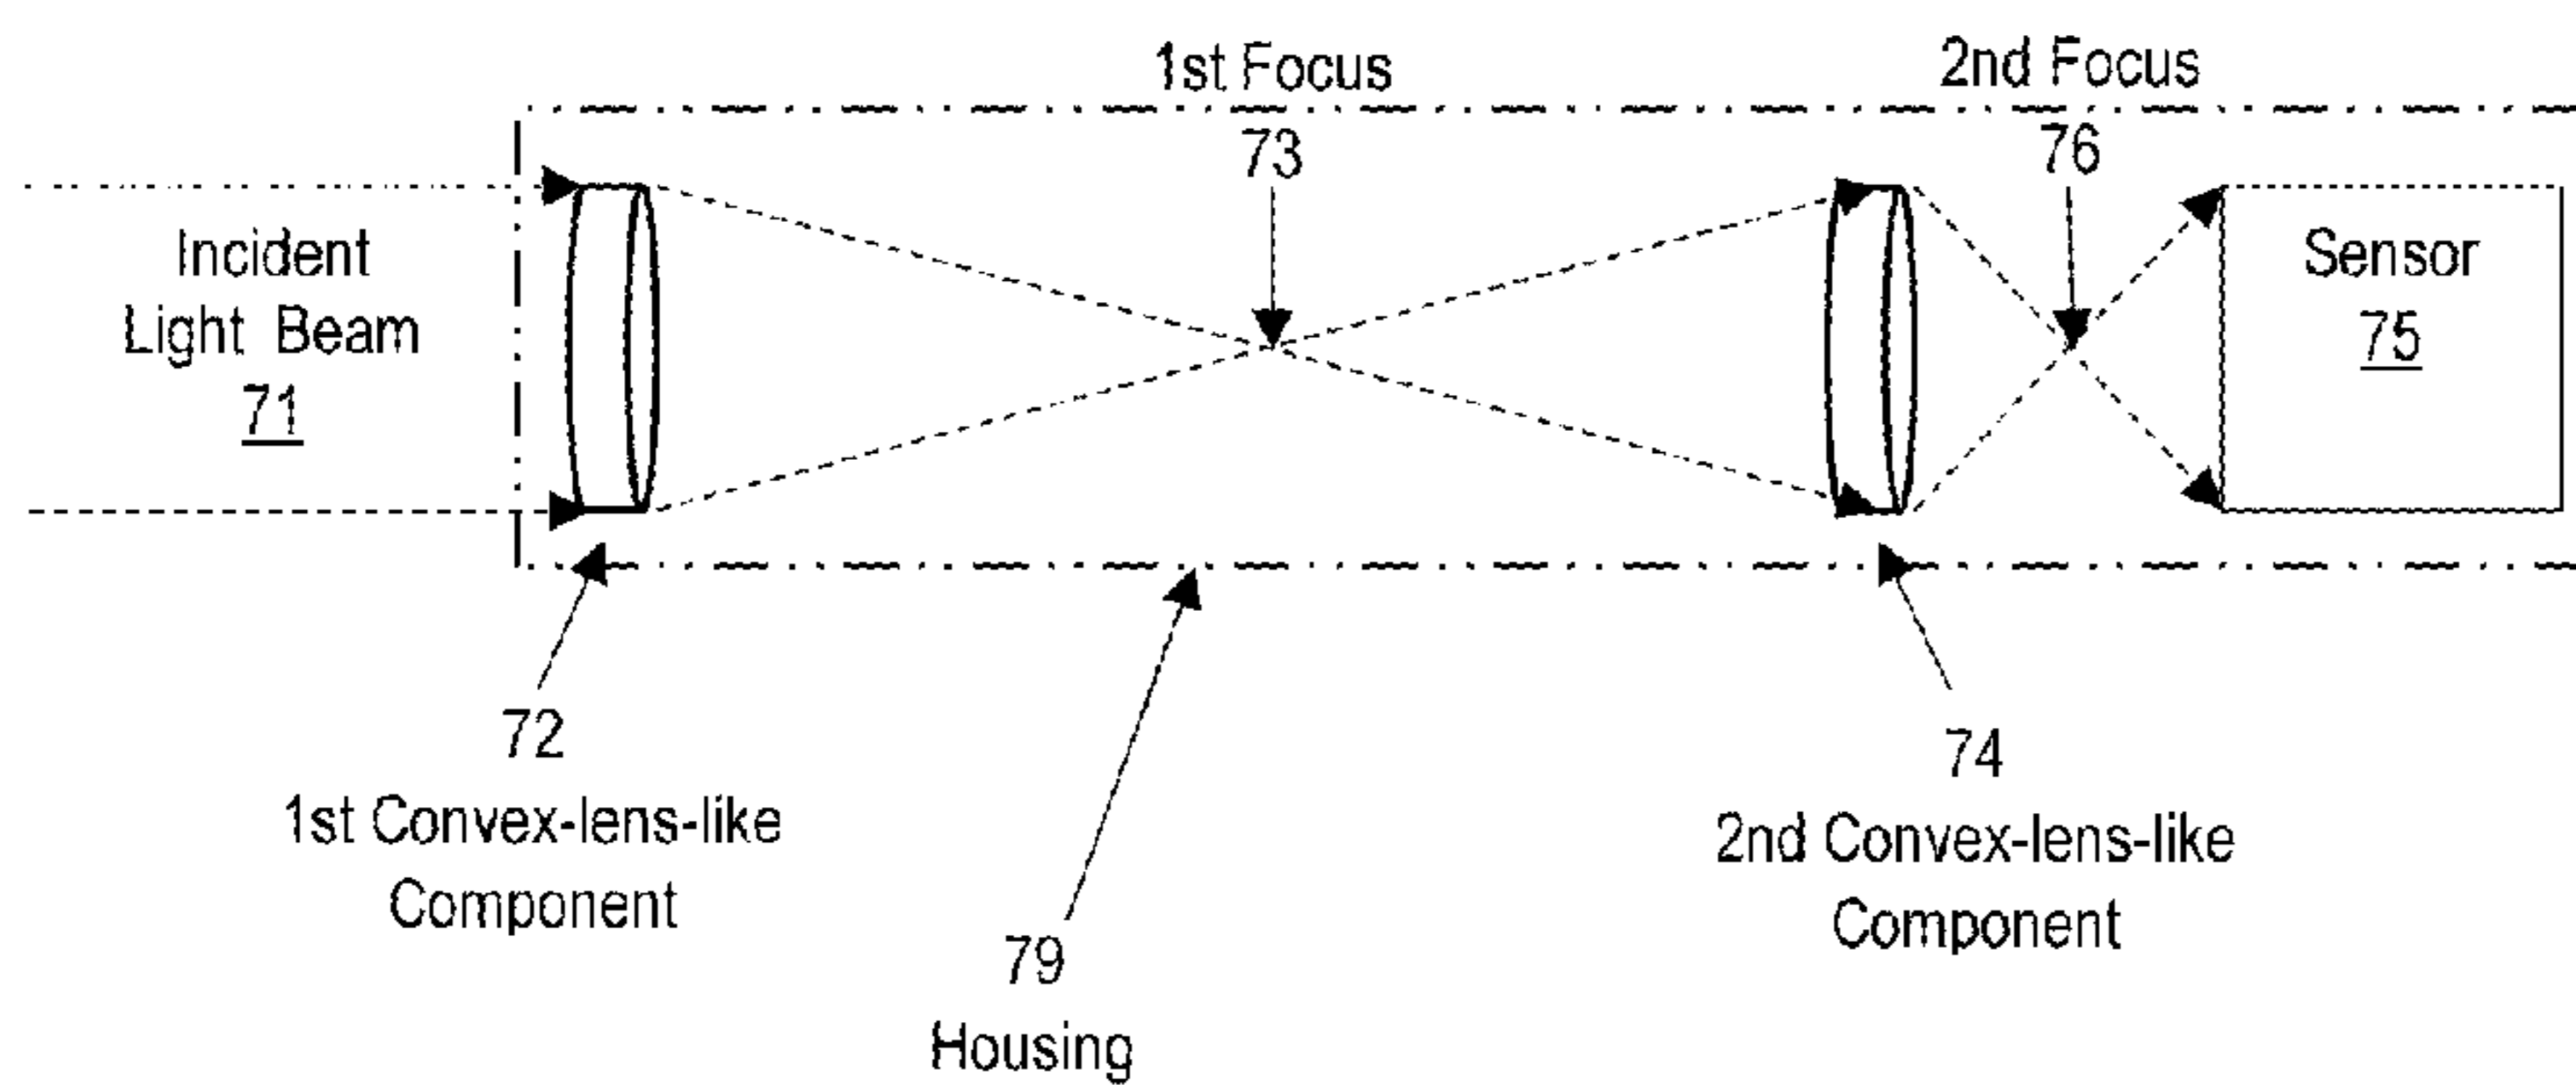 1st Focus
2nd Focus
73
76
Incident
Light Beam
71
Sensor
75
72
1st Convex-lens-like
Component
74
2nd Convex-lens-like
Component
79
Housing